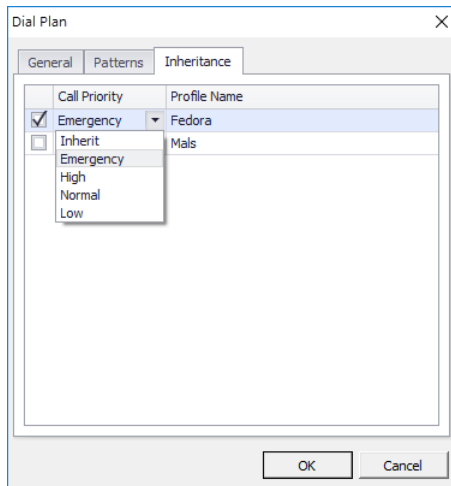 Dial Plan
General Patterns Inheritance
Call Priority Profile Name
Emergency Fedora
Inherit Mals
Emergency
High
Normal
Low
OK Cancel